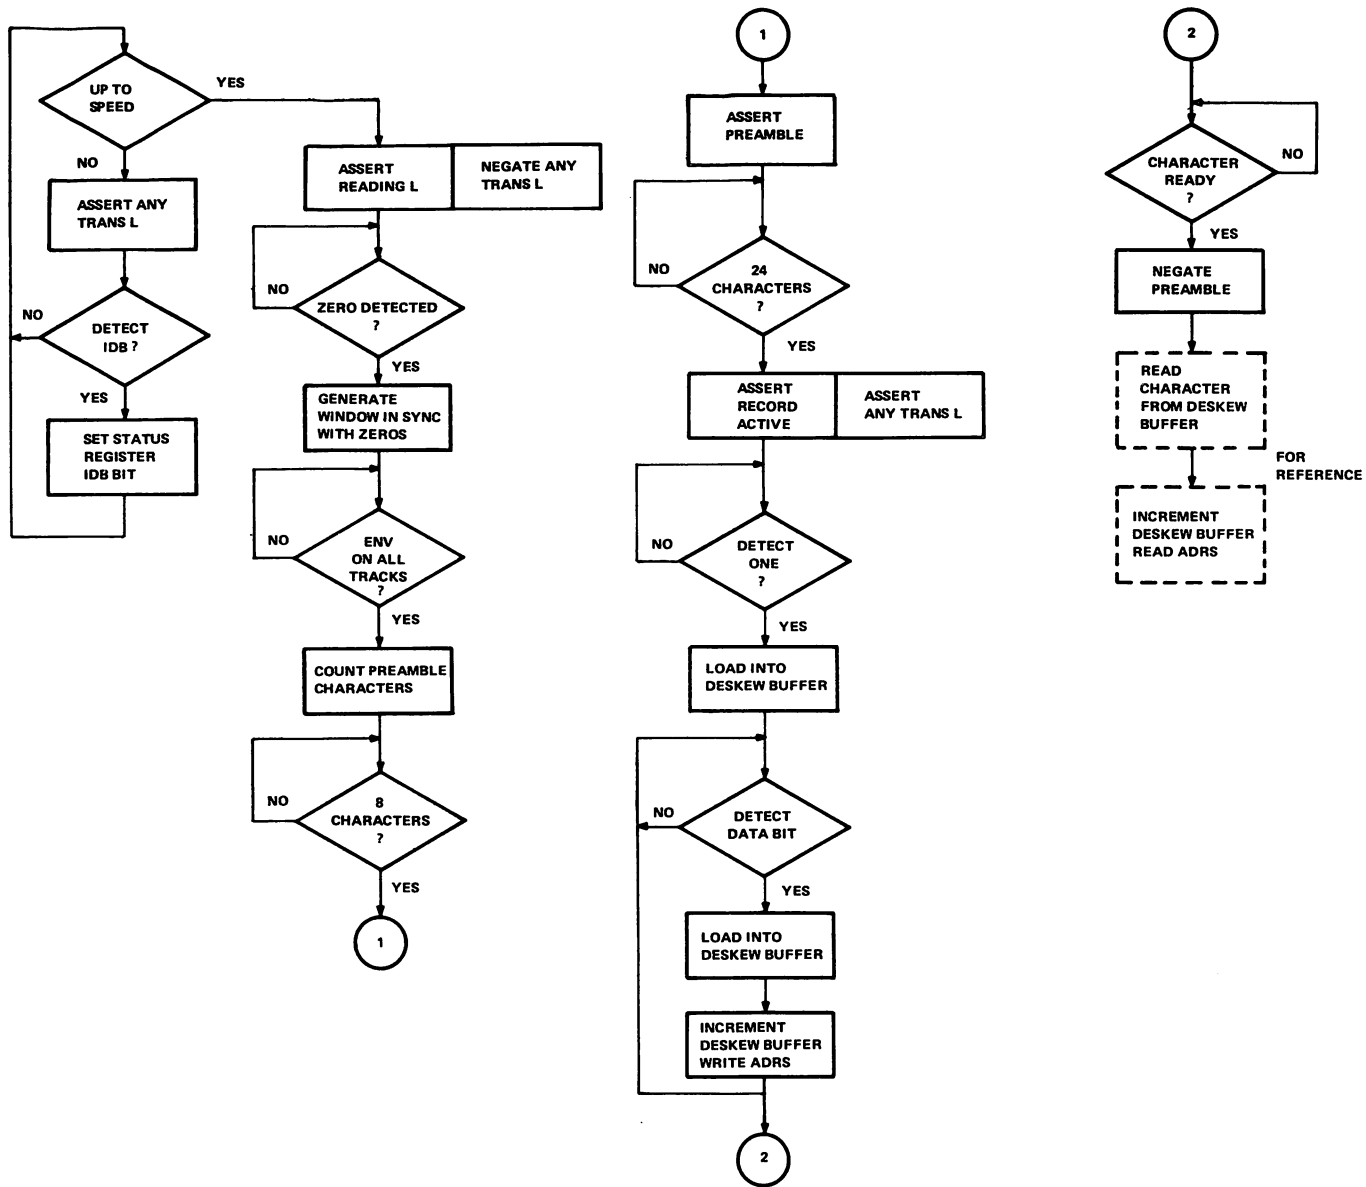 UP TO
SPEED
YES
NO
ASSERT ANY
TRANS L
NO
DETECT
IDB ?
YES
SET STATUS
REGISTER
IDB BIT
ASSERT
READING L
NEGATE ANY
TRANS L
NO
ZERO DETECTED
?
YES
GENERATE
WINDOW IN SYNC
WITH ZEROS
NO
ENV
ON ALL
TRACKS
?
YES
COUNT PREAMBLE
CHARACTERS
NO
8
CHARACTERS
?
YES
1
1
ASSERT
PREAMBLE
NO
24
CHARACTERS
?
YES
ASSERT
RECORD
ACTIVE
ASSERT
ANY TRANS L
NO
DETECT
ONE
?
YES
LOAD INTO
DESKEW BUFFER
NO
DETECT
DATA BIT
YES
LOAD INTO
DESKEW BUFFER
INCREMENT
DESKEW BUFFER
WRITE ADRS
2
2
CHARACTER
READY
?
NO
YES
NEGATE
PREAMBLE
READ
CHARACTER
FROM DESKEW
BUFFER
FOR
REFERENCE
INCREMENT
DESKEW BUFFER
READ ADRS